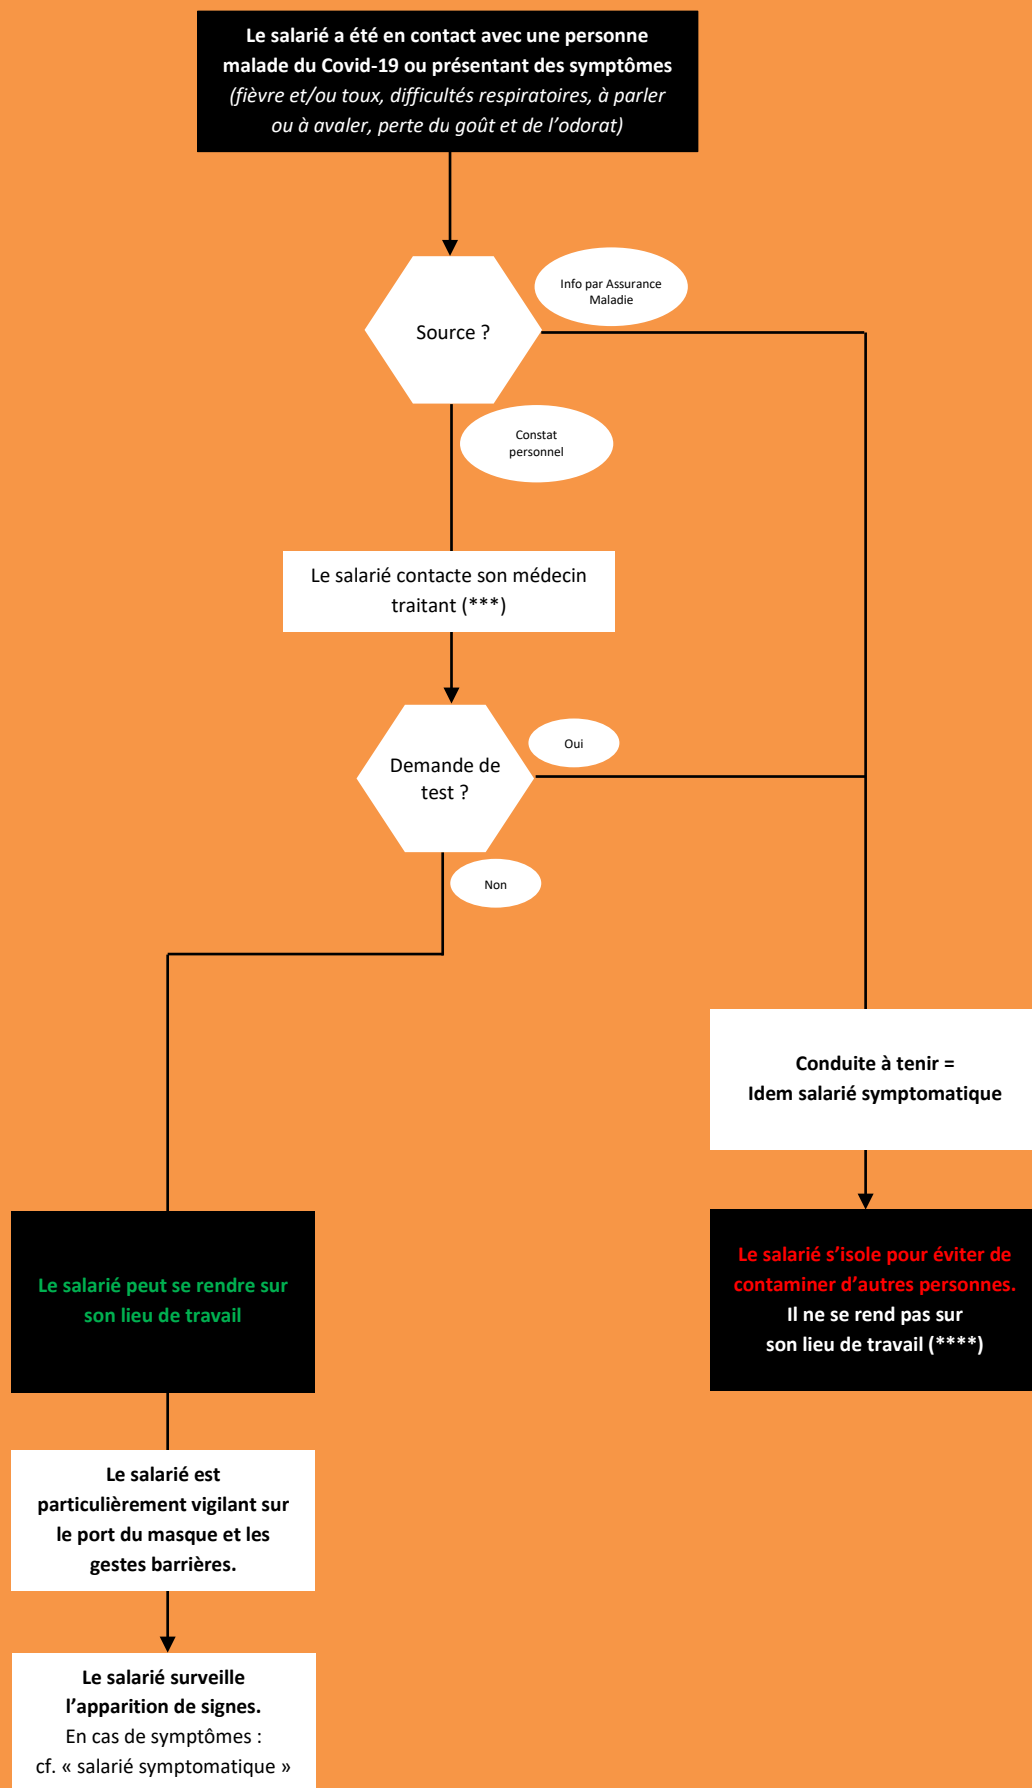 Le salarié a été en contact avec une personne
malade du Covid-19 ou présentant des symptômes
(fièvre et/ou toux, difficultés respiratoires, à parler
ou à avaler, perte du goût et de l’odorat)
Info par Assurance
Maladie
Source ?
Constat
personnel
Le salarié contacte son médecin
traitant (***)
Oui
Demande de
test ?
Non
Conduite à tenir =
Idem salarié symptomatique
Le salarié peut se rendre sur
son lieu de travail
Le salarié s’isole pour éviter de
contaminer d’autres personnes.
Il ne se rend pas sur
son lieu de travail (****)
Le salarié est
particulièrement vigilant sur
le port du masque et les
gestes barrières.
Le salarié surveille
l’apparition de signes.
En cas de symptômes :
cf. « salarié symptomatique »